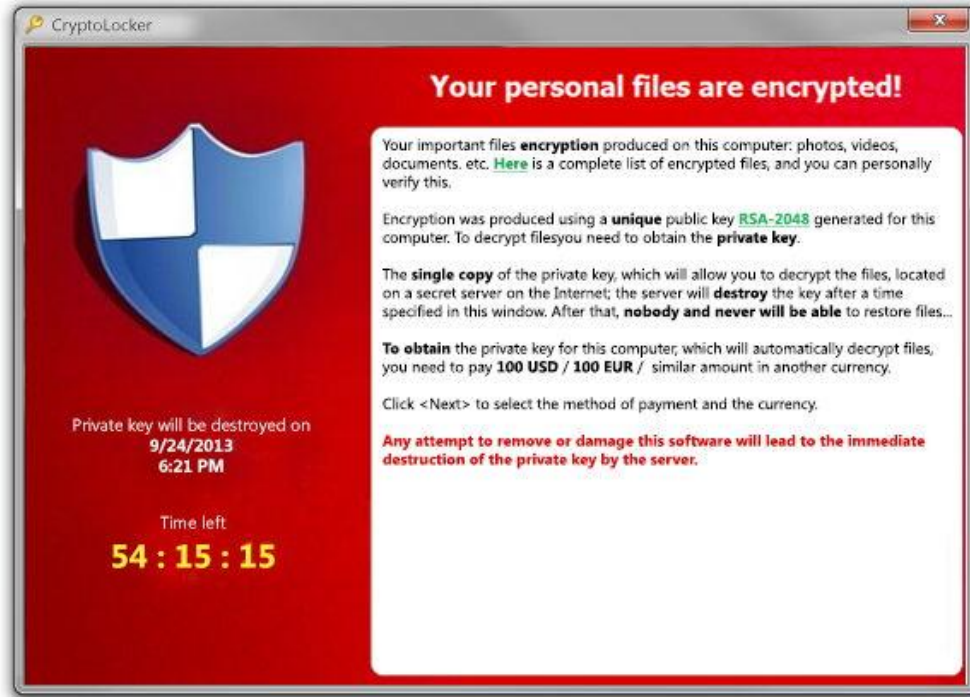 CryptoLocker
Your personal files are encrypted!
Your important files encryption produced on this computer: photos, videos,
documents. etc. Here is a complete list of encrypted files, and you can personally
verify this.
Encryption was produced using a unique public key RSA-2048 generated for this
computer. To decrypt filesyou need to obtain the private key.
The single copy of the private key, which will allow you to decrypt the files, located
on a secret server on the Internet; the server will destroy the key after a time
specified in this window. After that, nobody and never will be able to restore files...
To obtain the private key for this computer, which will automatically decrypt files,
you need to pay 100 USD / 100 EUR / similar amount in another currency.
Click <Next> to select the method of payment and the currency.
Any attempt to remove or damage this software will lead to the immediate
destruction of the private key by the server.
Private key will be destroyed on
9/24/2013
6:21 PM
Time left
54 : 15 : 15